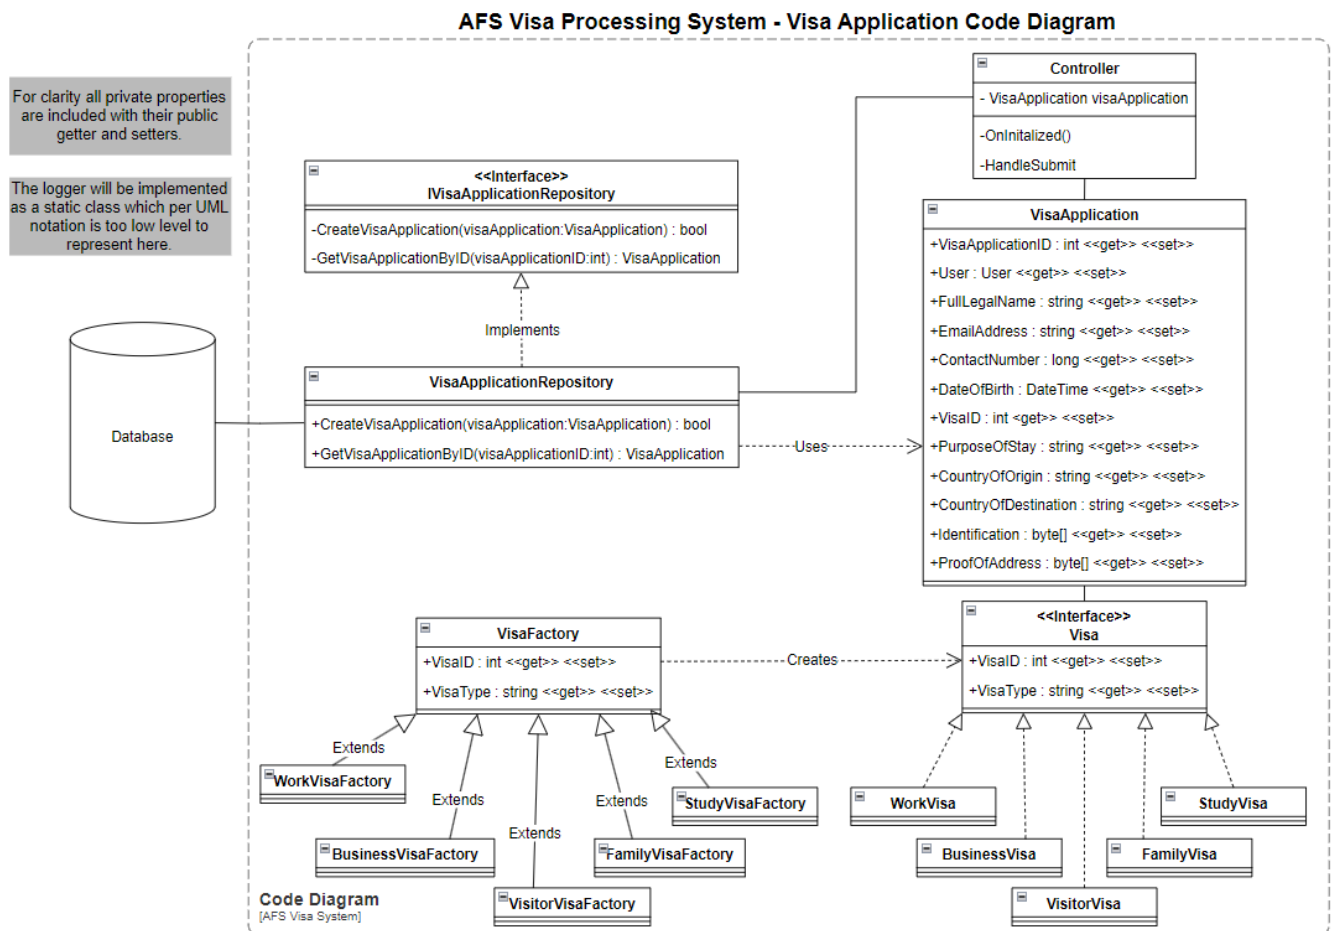 AFS Visa Processing System - Visa Application Code Diagram
For clarity all private properties
are included with their public
getter and setters.
The logger will be implemented
as a static class which per UML
notation is too low level to
represent here.
Controller
- VisaApplication visaApplication
-OnInitalized()
-HandleSubmit
<<Interface>>
IVisaApplicationRepository
-CreateVisaApplication(visaApplication:VisaApplication) : bool
-GetVisaApplicationByID(visaApplicationID:int) : VisaApplication
Implements
VisaApplicationRepository
+CreateVisaApplication(visaApplication:VisaApplication) : bool
+GetVisaApplicationByID(visaApplicationID:int) : VisaApplication
Database
Uses
VisaApplication
+VisaApplicationID : int <<get>> <<set>>
+User : User <<get>> <<set>>
+FullLegalName : string <<get>> <<set>>
+EmailAddress : string <<get>> <<set>>
+ContactNumber : long <<get>> <<set>>
+DateOfBirth : DateTime <<get>> <<set>>
+VisaID : int <get>> <<set>>
+PurposeOfStay : string <<get>> <<set>>
+CountryOfOrigin : string <<get>> <<set>>
+CountryOfDestination : string <<get>> <<set>>
+Identification : byte[] <<get>> <<set>>
+ProofOfAddress : byte[] <<get>> <<set>>
VisaFactory
+VisaID : int <<get>> <<set>>
+VisaType : string <<get>> <<set>>
Creates
<<Interface>>
Visa
+VisaID : int <<get>> <<set>>
+VisaType : string <<get>> <<set>>
Extends
Extends
Extends
Extends
Extends
WorkVisaFactory
StudyVisaFactory
BusinessVisaFactory
FamilyVisaFactory
VisitorVisaFactory
WorkVisa
StudyVisa
BusinessVisa
FamilyVisa
VisitorVisa
Code Diagram
[AFS Visa System]